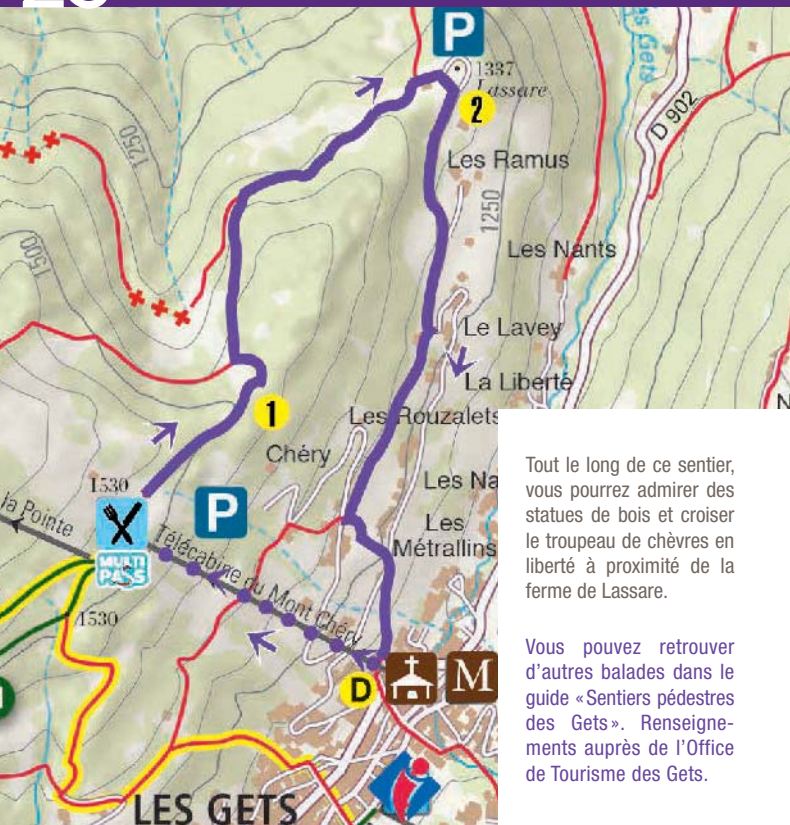 P
1337
Lassare
2
es Gets
D 902
1250
Les Ramus
1250
Les Nants
1500
Le Lavey
La Liberté
1
Les Rouzalets
Chéry
1530
la Pointe
P
Les Na
Les
Métrallins
MULTI
PASS
Télécabine du Mont Chéry
1530
D
M
LES GETS
N
Tout le long de ce sentier,
vous pourrez admirer des
statues de bois et croiser
le troupeau de chèvres en
liberté à proximité de la
ferme de Lassare.
Vous pouvez retrouver
d'autres balades dans le
guide «Sentiers pédestres
des Gets». Renseigne-
ments auprès de l'Office
de Tourisme des Gets.